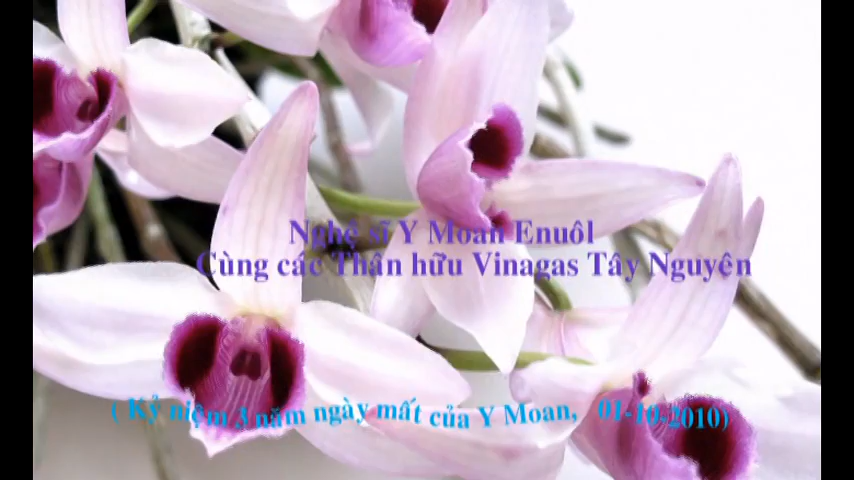 Nghệ sĩ Y Moan Enuôl
Cùng các Thân hữu Vinagas Tây Nguyên
( Kỷ niệm 3 năm ngày mất của Y Moan, 01-10-2010)